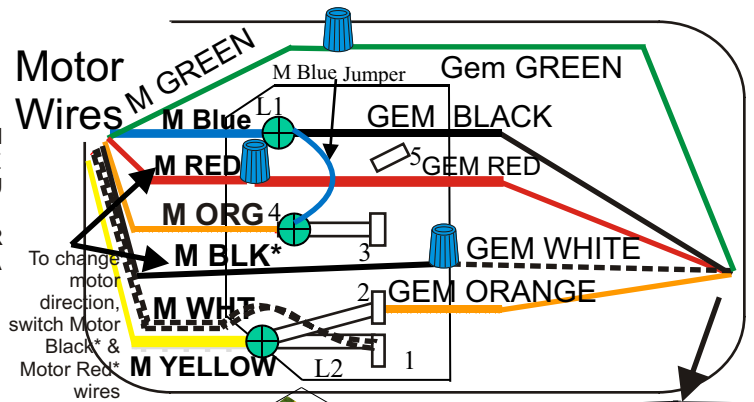 Motor
Wires
M GREEN
Gem GREEN
M Blue Jumper
M Blue
L1
GEM BLACK
M RED
5
GEM RED
M ORG
4
3
M BLK*
GEM WHITE
To change
motor
direction,
switch Motor
Black* &
Motor Red*
wires
M WHT
2
GEM ORANGE
M YELLOW
L2
1